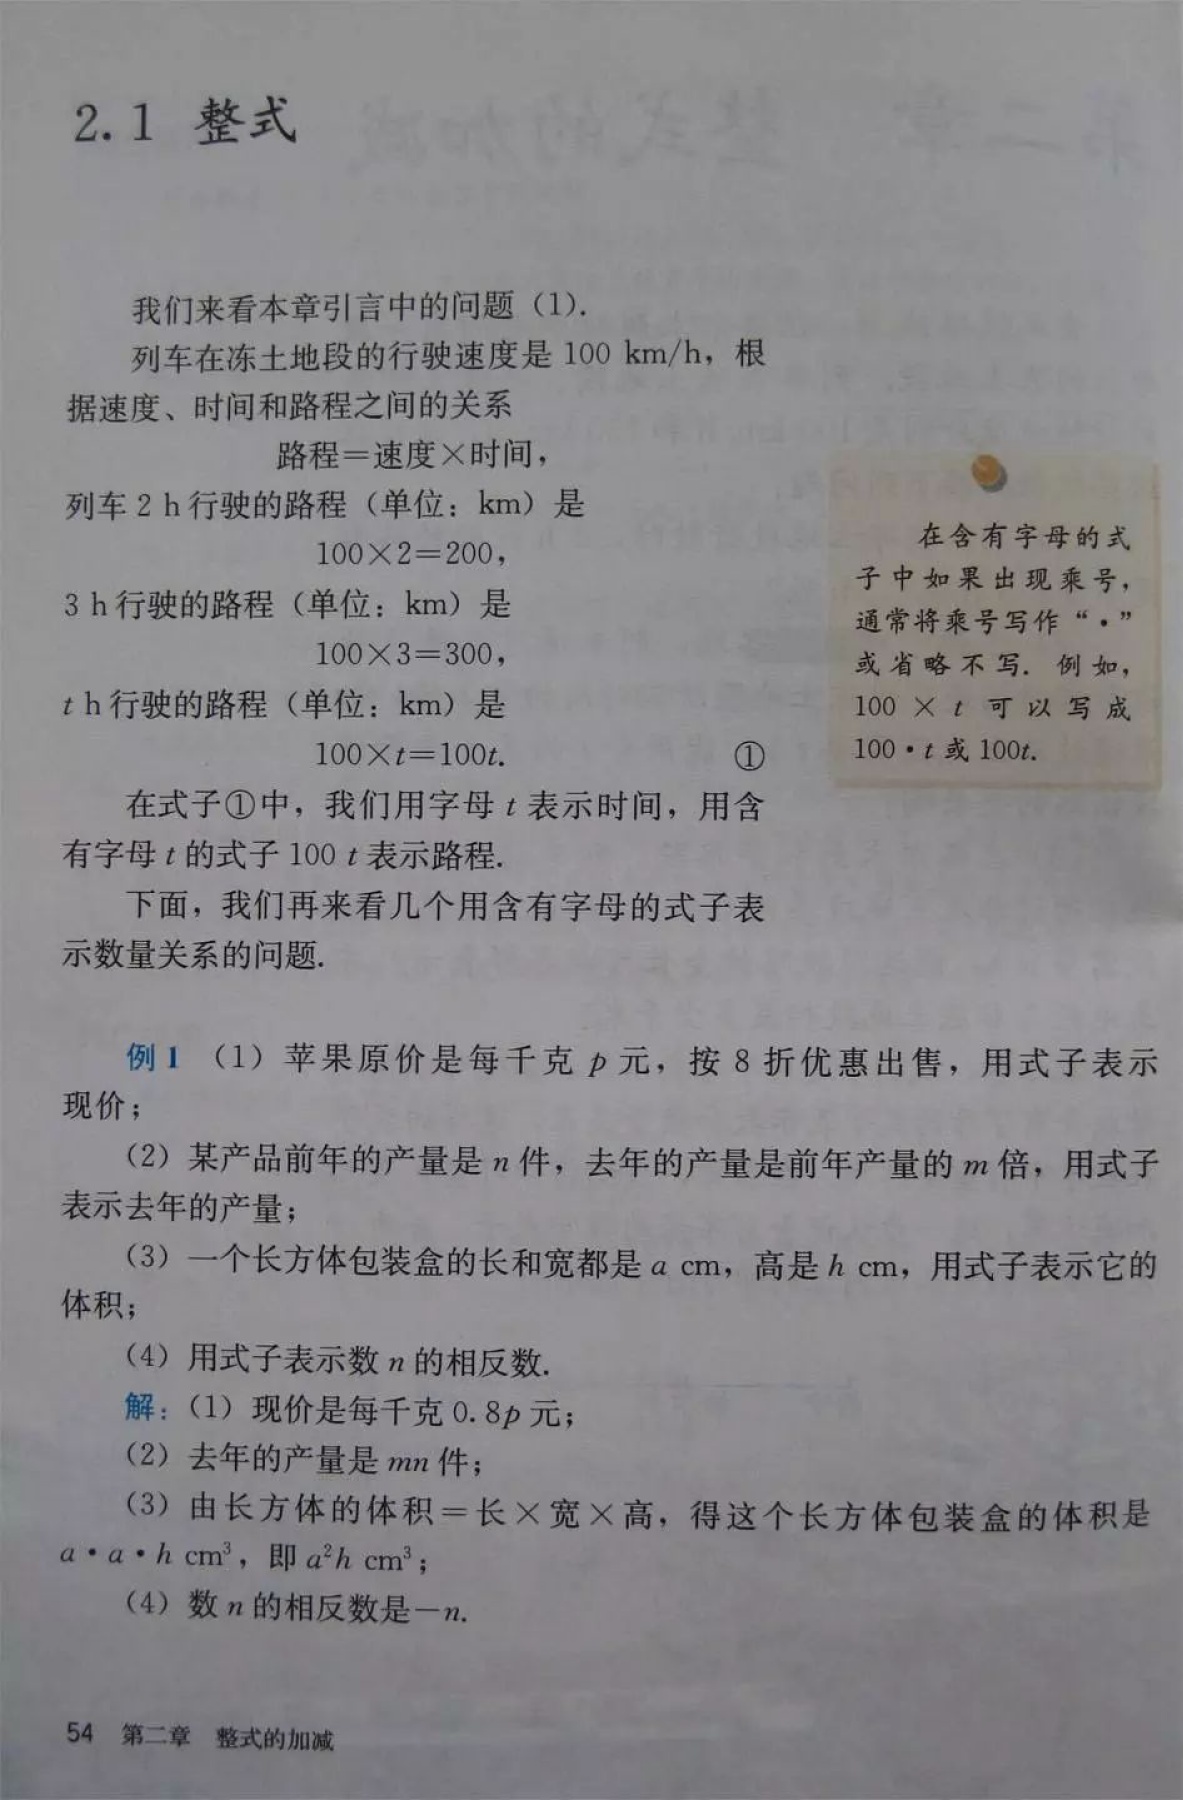 2.1 整式
我们来看本章引言中的问题（1）.
列车在冻土地段的行驶速度是 100 km/h，根
据速度、时间和路程之间的关系
路程＝速度×时间，
列车 2 h 行驶的路程（单位：km）是
100×2＝200，
3 h 行驶的路程（单位：km）是
100×3＝300，
t h 行驶的路程（单位：km）是
100×t＝100t. ①
在式子①中，我们用字母 t 表示时间，用含
有字母 t 的式子 100 t 表示路程.
下面，我们再来看几个用含有字母的式子表
示数量关系的问题.
在含有字母的式
子中如果出现乘号，
通常将乘号写作“·”
或省略不写. 例如，
100 × t 可以写成
100·t 或 100t.
例 1 （1）苹果原价是每千克 p 元，按 8 折优惠出售，用式子表示
现价；
（2）某产品前年的产量是 n 件，去年的产量是前年产量的 m 倍，用式子
表示去年的产量；
（3）一个长方体包装盒的长和宽都是 a cm，高是 h cm，用式子表示它的
体积；
（4）用式子表示数 n 的相反数.
解：（1）现价是每千克 0.8p 元；
（2）去年的产量是 mn 件；
（3）由长方体的体积＝长×宽×高，得这个长方体包装盒的体积是
a·a·h cm³，即 a²h cm³；
（4）数 n 的相反数是－n.
54 第二章 整式的加减